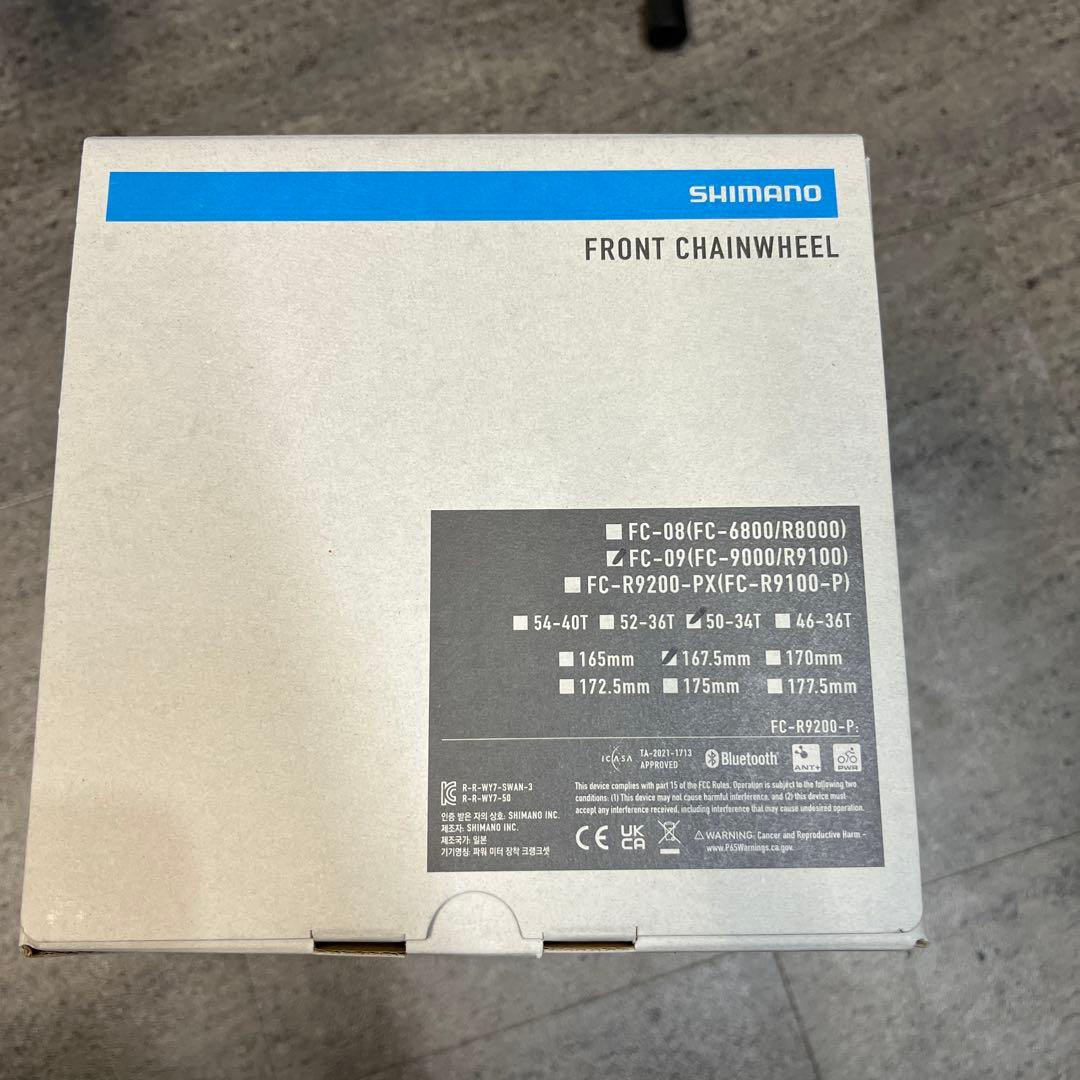 SHIMANO
FRONT CHAINWHEEL
FC-08(FC-6800/R8000)
FC-09(FC-9000/R9100)
FC-R9200-PX(FC-R9100-P)
54-40T 52-36T 50-34T 46-36T
165mm 167.5mm 170mm
172.5mm 175mm 177.5mm
FC-R9200-P:
ICASA TA-2021-1713 APPROVED Bluetooth ANT+ PWR
R-R-WY7-SWAN-3
R-R-WY7-50
인증 받은 자의 상호: SHIMANO INC.
제조자: SHIMANO INC.
제조국가: 일본
기기명칭: 파워 미터 장착 크랭크셋
This device complies with part 15 of the FCC Rules. Operation is subject to the following two
conditions: (1) This device may not cause harmful interference, and (2) this device must
accept any interference received, including interference that may cause undesired operation.
CE UK CA
⚠WARNING: Cancer and Reproductive Harm -
www.P65Warnings.ca.gov.